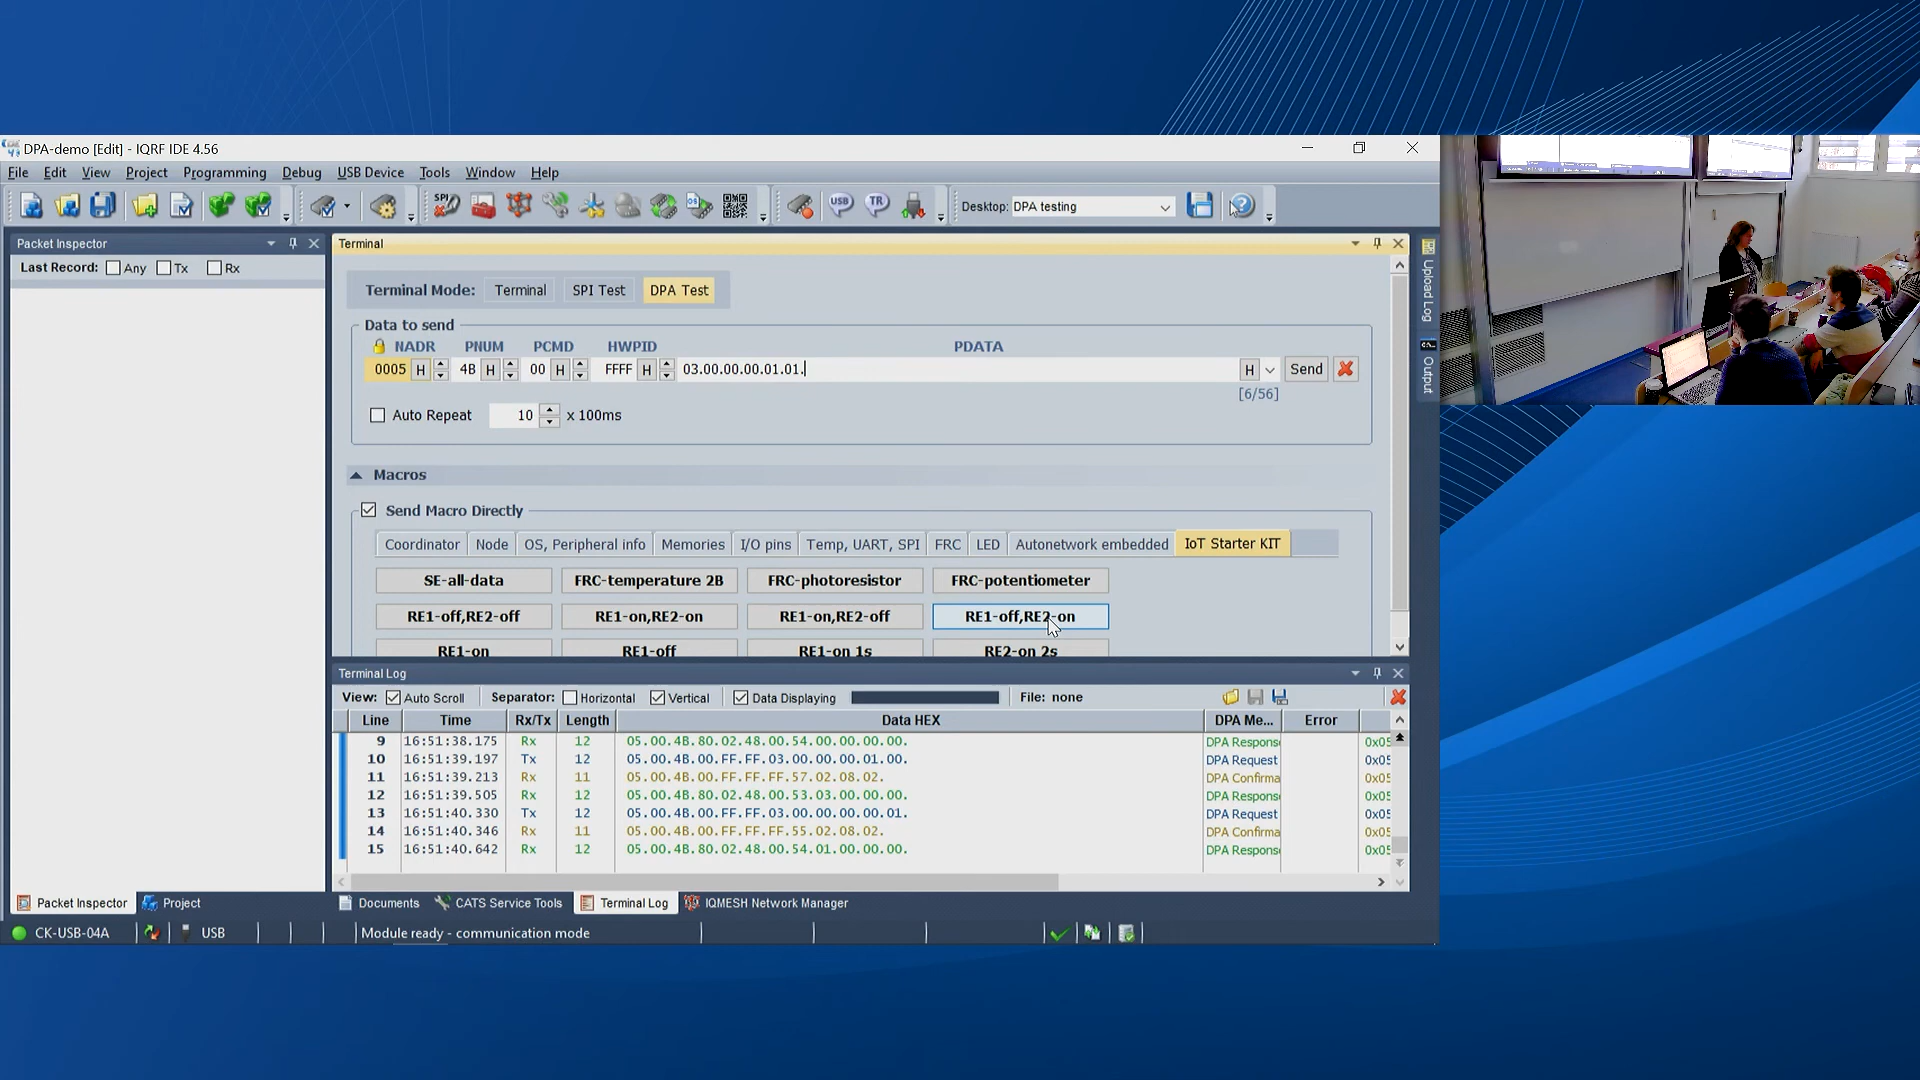 DPA-demo [Edit] - IQRF IDE 4.56
File Edit View Project Programming Debug USB Device Tools Window Help
Desktop: DPA testing
Packet Inspector
Last Record: Any Tx Rx
Terminal
Terminal Mode: Terminal SPI Test DPA Test
Data to send
NADR PNUM PCMD HWPID PDATA
0005 H 4B H 00 H FFFF H 03.00.00.00.01.01. H Send
[6/56]
Auto Repeat 10 x 100ms
Macros
Send Macro Directly
Coordinator Node OS, Peripheral info Memories I/O pins Temp, UART, SPI FRC LED Autonetwork embedded IoT Starter KIT
SE-all-data FRC-temperature 2B FRC-photoresistor FRC-potentiometer
RE1-off,RE2-off RE1-on,RE2-on RE1-on,RE2-off RE1-off,RE2-on
RE1-on RE1-off RE1-on 1s RE2-on 2s
Upload Log
Output
Terminal Log
View: Auto Scroll Separator: Horizontal Vertical Data Displaying File: none
Line Time Rx/Tx Length Data HEX DPA Me... Error
9 16:51:38.175 Rx 12 05.00.4B.80.02.48.00.54.00.00.00.00. DPA Respons 0x05
10 16:51:39.197 Tx 12 05.00.4B.00.FF.FF.03.00.00.00.01.00. DPA Request 0x05
11 16:51:39.213 Rx 11 05.00.4B.00.FF.FF.FF.57.02.08.02. DPA Confirma 0x05
12 16:51:39.505 Rx 12 05.00.4B.80.02.48.00.53.03.00.00.00. DPA Respons 0x05
13 16:51:40.330 Tx 12 05.00.4B.00.FF.FF.03.00.00.00.00.01. DPA Request 0x05
14 16:51:40.346 Rx 11 05.00.4B.00.FF.FF.FF.55.02.08.02. DPA Confirma 0x05
15 16:51:40.642 Rx 12 05.00.4B.80.02.48.00.54.01.00.00.00. DPA Respons 0x05
Packet Inspector Project Documents CATS Service Tools Terminal Log IQMESH Network Manager
CK-USB-04A USB Module ready - communication mode